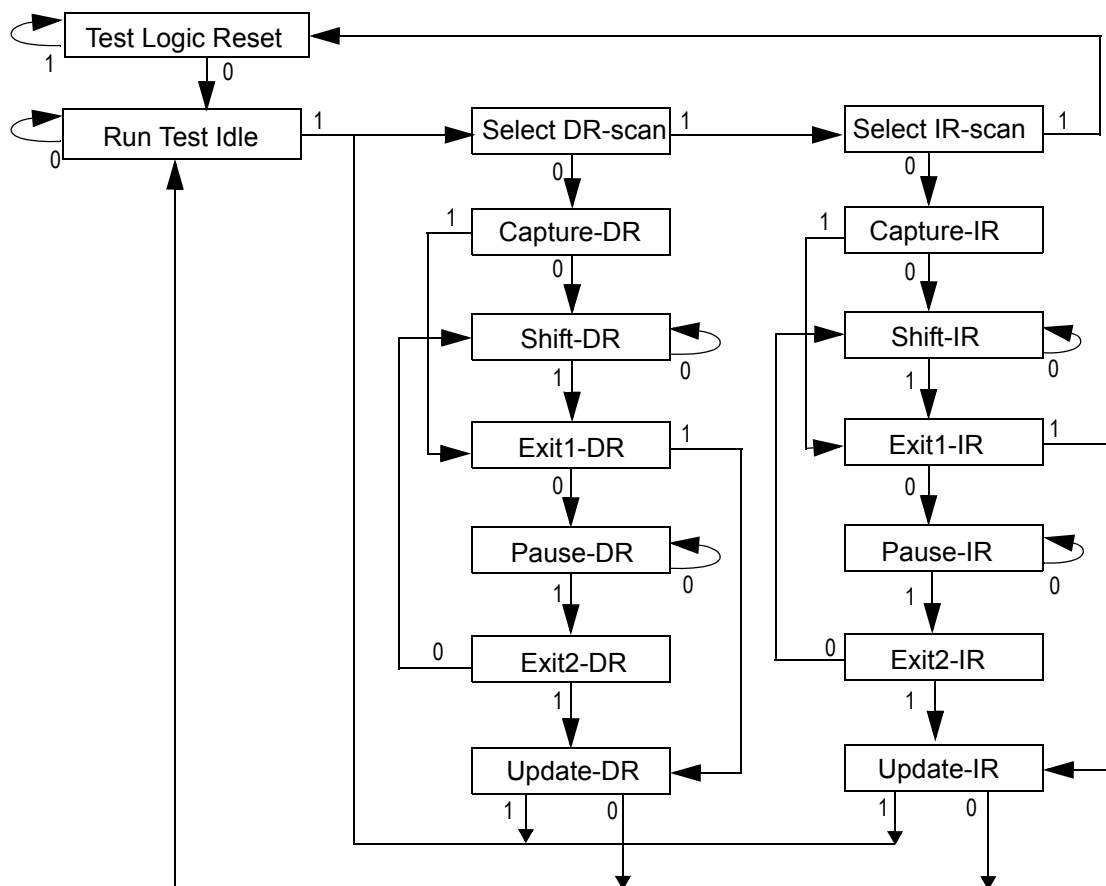 Test Logic Reset
1
0
Run Test Idle
1
0
Select DR-scan
1
0
Select IR-scan
1
0
1
Capture-DR
0
1
Capture-IR
0
Shift-DR
0
1
Shift-IR
0
1
Exit1-DR
1
0
Exit1-IR
1
0
Pause-DR
0
1
Pause-IR
0
1
0
Exit2-DR
1
0
Exit2-IR
1
Update-DR
1
0
Update-IR
1
0